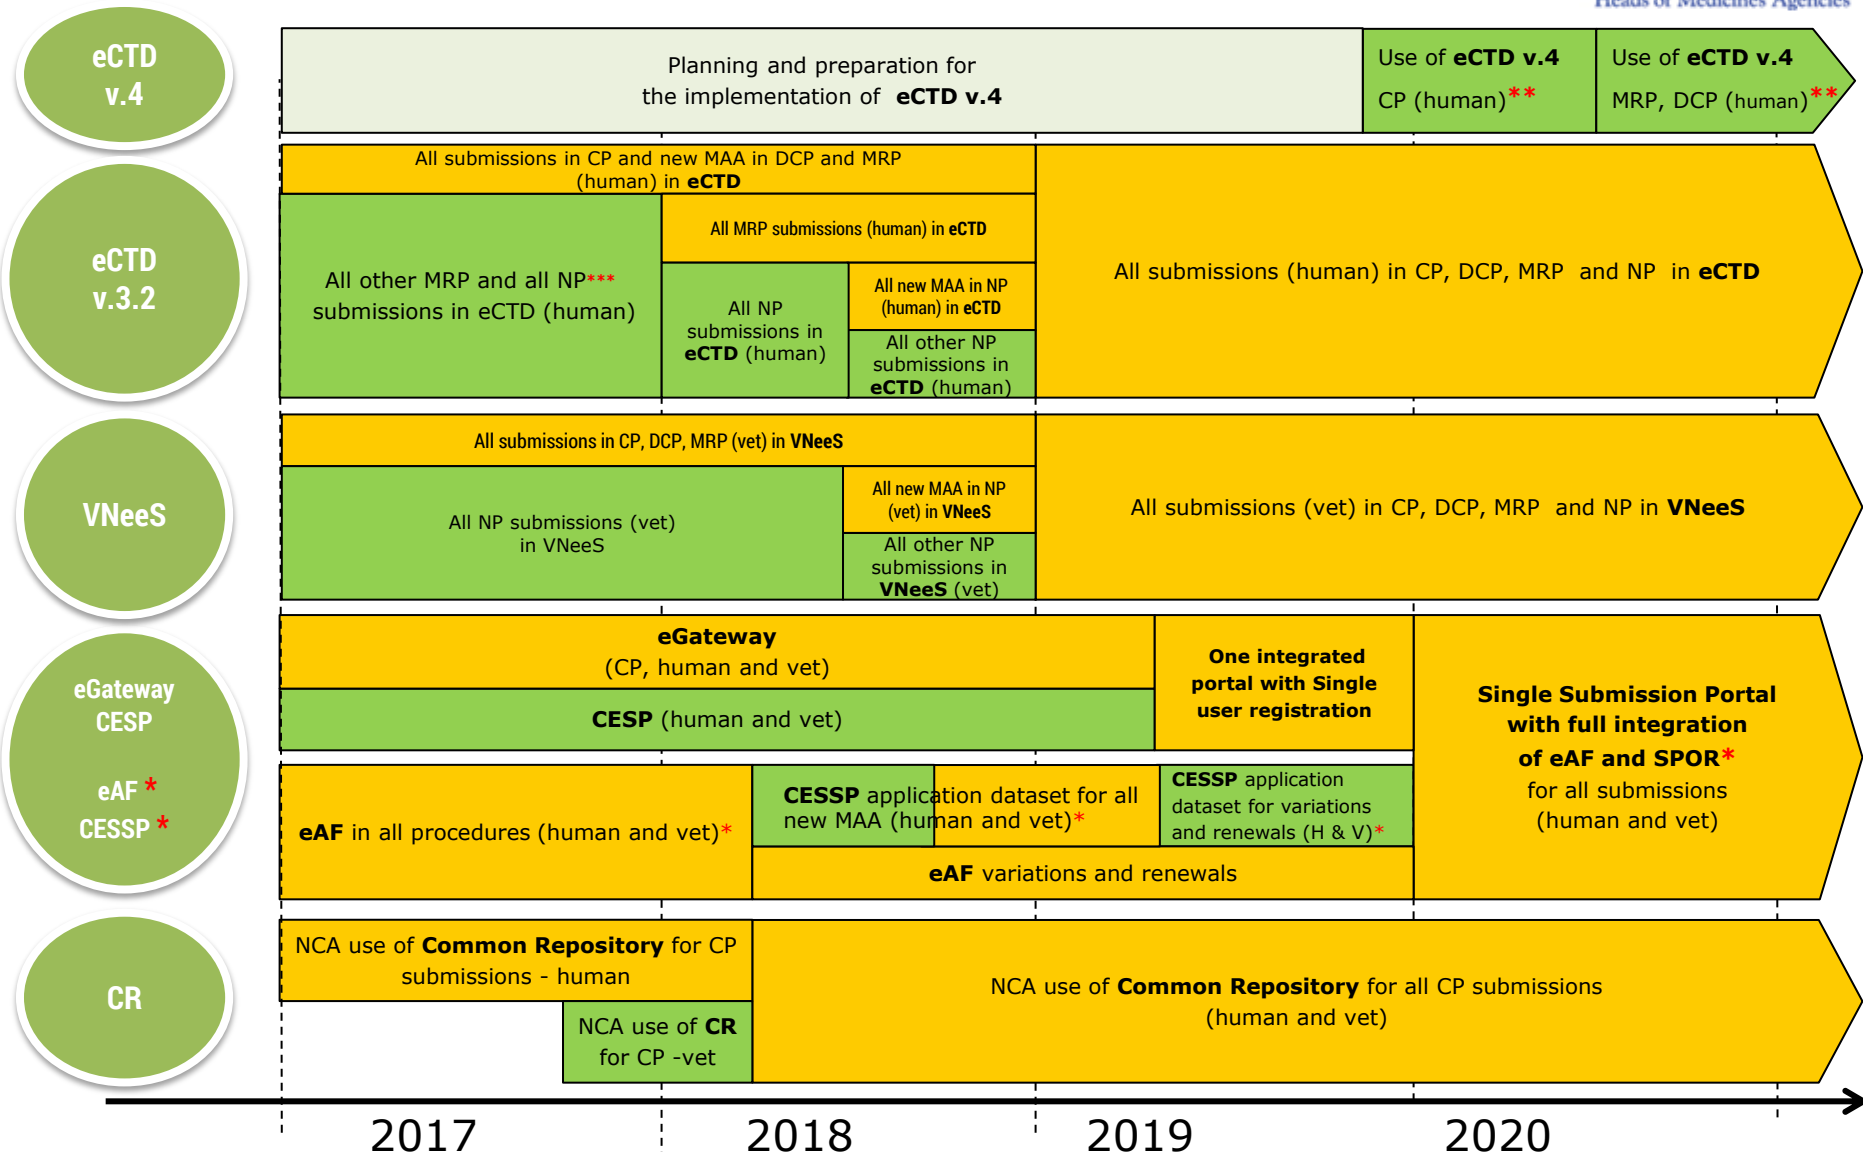 Heads of Medicines Agencies
eCTD
v.4
Planning and preparation for
the implementation of eCTD v.4
Use of eCTD v.4
CP (human)**
Use of eCTD v.4
MRP, DCP (human)**
eCTD
v.3.2
All submissions in CP and new MAA in DCP and MRP
(human) in eCTD
All other MRP and all NP***
submissions in eCTD (human)
All MRP submissions (human) in eCTD
All NP
submissions in
eCTD (human)
All new MAA in NP
(human) in eCTD
All other NP
submissions in
eCTD (human)
All submissions (human) in CP, DCP, MRP and NP in eCTD
VNeeS
All submissions in CP, DCP, MRP (vet) in VNeeS
All NP submissions (vet)
in VNeeS
All new MAA in NP
(vet) in VNeeS
All other NP
submissions in
VNeeS (vet)
All submissions (vet) in CP, DCP, MRP and NP in VNeeS
eGateway
CESP
eAF *
CESSP *
eGateway
(CP, human and vet)
CESP (human and vet)
One integrated
portal with Single
user registration
eAF in all procedures (human and vet)*
CESSP application dataset for all
new MAA (human and vet)*
CESSP application
dataset for variations
and renewals (H & V)*
eAF variations and renewals
Single Submission Portal
with full integration
of eAF and SPOR*
for all submissions
(human and vet)
CR
NCA use of Common Repository for CP
submissions - human
NCA use of CR
for CP -vet
NCA use of Common Repository for all CP submissions
(human and vet)
2017
2018
2019
2020